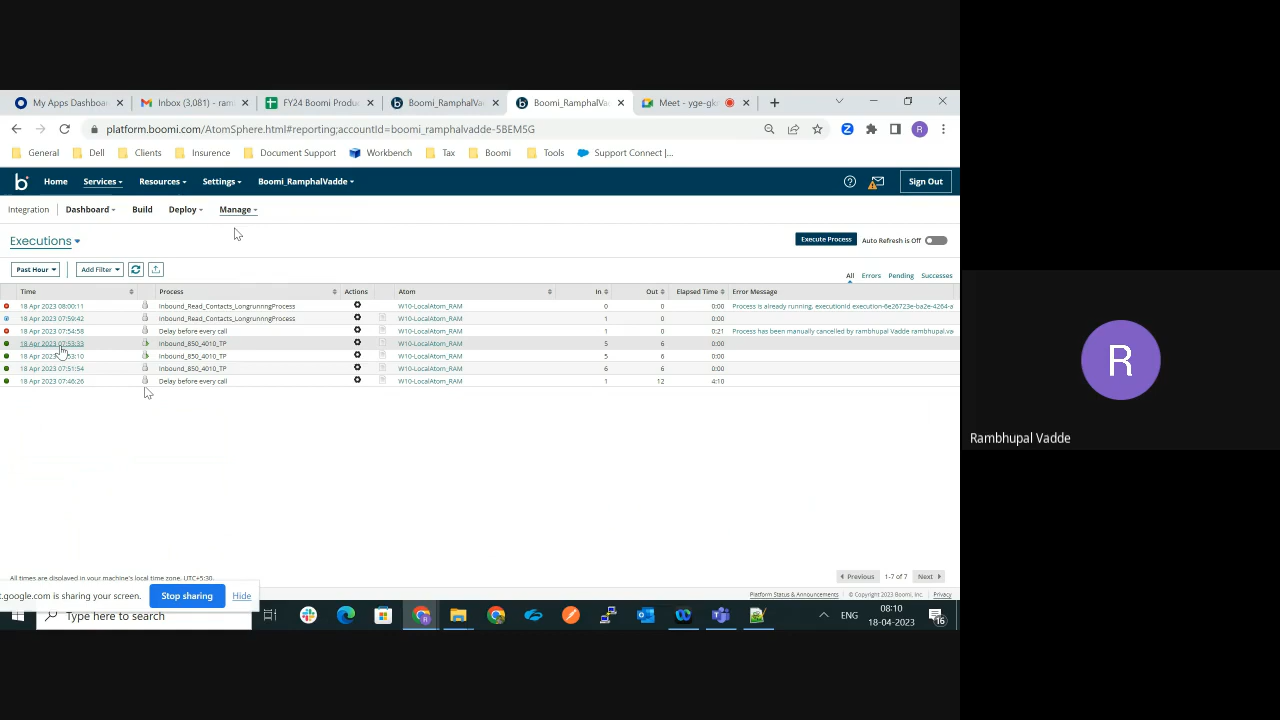 My Apps Dashboa
Inbox (3,081) - ram
FY24 Boomi Produ
Boomi_RamphalVadd
Boomi_RamphalVad
Meet - yge-gk
platform.boomi.com/AtomSphere.html#reporting;accountId=boomi_ramphalvadde-5BEM5G
General Dell Clients Insurence Document Support Workbench Tax Boomi Tools Support Connect |...
Home Services Resources Settings Boomi_RamphalVadde Sign Out
Integration Dashboard Build Deploy Manage
Executions Execute Process Auto Refresh is Off
Past Hour Add Filter All Errors Pending Successes
Time Process Actions Atom In Out Elapsed Time Error Message
18 Apr 2023 08:00:11 Inbound_Read_Contacts_LongrunningProcess W10-LocalAtom_RAM 0 0 0:00 Process is already running, executionId execution-6e26723e-ba2e-4264-a
18 Apr 2023 07:59:42 Inbound_Read_Contacts_LongrunningProcess W10-LocalAtom_RAM 1 0 0:00
18 Apr 2023 07:54:58 Delay before every call W10-LocalAtom_RAM 1 0 0:21 Process has been manually cancelled by rambhupal Vadde rambhupal.va
18 Apr 2023 07:53:33 Inbound_850_4010_TP W10-LocalAtom_RAM 5 6 0:00
18 Apr 2023 07:53:10 Inbound_850_4010_TP W10-LocalAtom_RAM 5 6 0:00
18 Apr 2023 07:51:54 Inbound_850_4010_TP W10-LocalAtom_RAM 6 6 0:00
18 Apr 2023 07:46:26 Delay before every call W10-LocalAtom_RAM 1 12 4:10
All times are displayed in your machine's local time zone. UTC+5:30.
Previous 1-7 of 7 Next
t.google.com is sharing your screen. Stop sharing Hide
Platform Status & Announcements © Copyright 2023 Boomi, Inc. Privacy
Type here to search
ENG
08:10
18-04-2023
16
R
Rambhupal Vadde